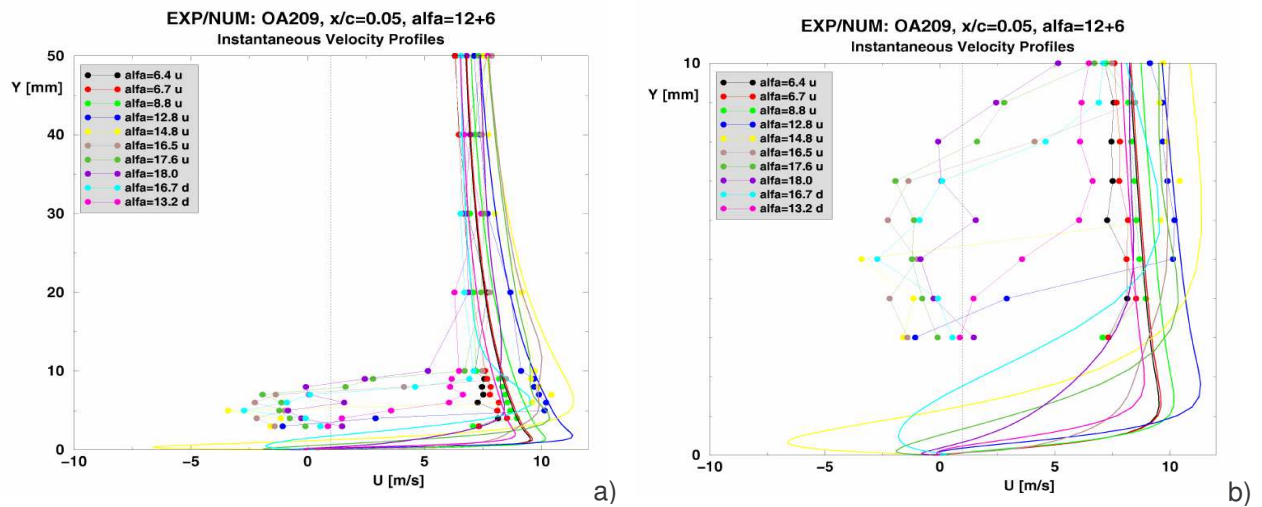 EXP/NUM: OA209, x/c=0.05, alfa=12+6
Instantaneous Velocity Profiles
50
Y [mm]
40
30
20
10
0
alfa=6.4 u
alfa=6.7 u
alfa=8.8 u
alfa=12.8 u
alfa=14.8 u
alfa=16.5 u
alfa=17.6 u
alfa=18.0
alfa=16.7 d
alfa=13.2 d
−10
−5
0
5
10
U [m/s]
a)
EXP/NUM: OA209, x/c=0.05, alfa=12+6
Instantaneous Velocity Profiles
10
Y [mm]
0
alfa=6.4 u
alfa=6.7 u
alfa=8.8 u
alfa=12.8 u
alfa=14.8 u
alfa=16.5 u
alfa=17.6 u
alfa=18.0
alfa=16.7 d
alfa=13.2 d
−10
−5
0
5
10
U [m/s]
b)